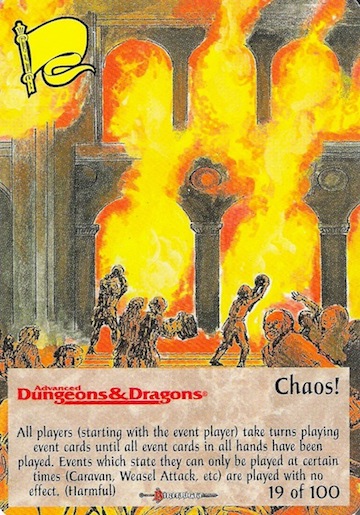 Chaos!
Advanced
Dungeons & Dragons®
All players (starting with the event player) take turns playing
event cards until all event cards in all hands have been
played. Events which state they can only be played at certain
times (Caravan, Weasel Attack, etc) are played with no
effect. (Harmful)
19 of 100